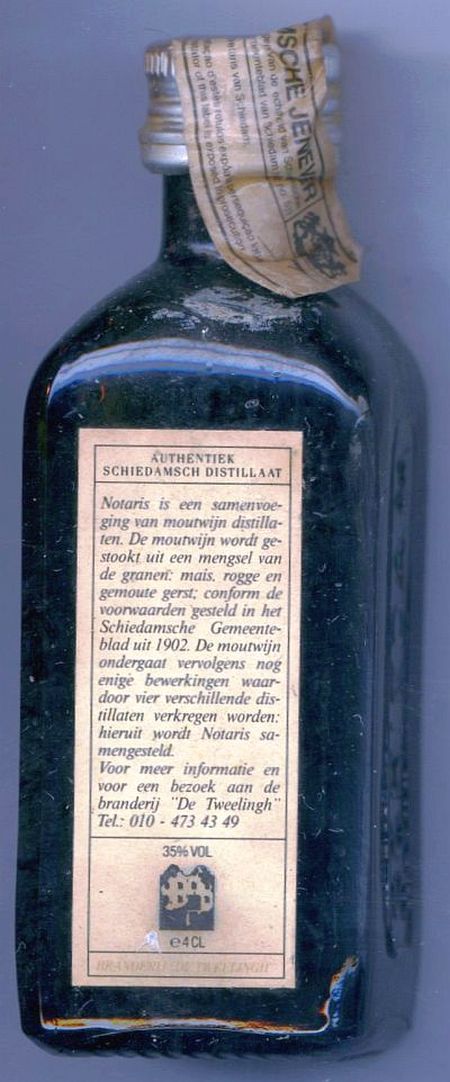 JENEVER
AUTHENTIEK
SCHIEDAMSCH DISTILLAAT
Notaris is een samenvoe-
ging van moutwijn distilla-
ten. De moutwijn wordt ge-
stookt uit een mengsel van
de granen: mais, rogge en
gemoute gerst; conform de
voorwaarden gesteld in het
Schiedamsche Gemeente-
blad uit 1902. De moutwijn
ondergaat vervolgens nog
enige bewerkingen waar-
door vier verschillende dis-
tillaten verkregen worden:
hieruit wordt Notaris sa-
mengesteld.
Voor meer informatie en
voor een bezoek aan de
branderij "De Tweelingh"
Tel.: 010 - 473 43 49
35% VOL
e 4 CL
BRANDERIJ 'DE TWEELINGH'